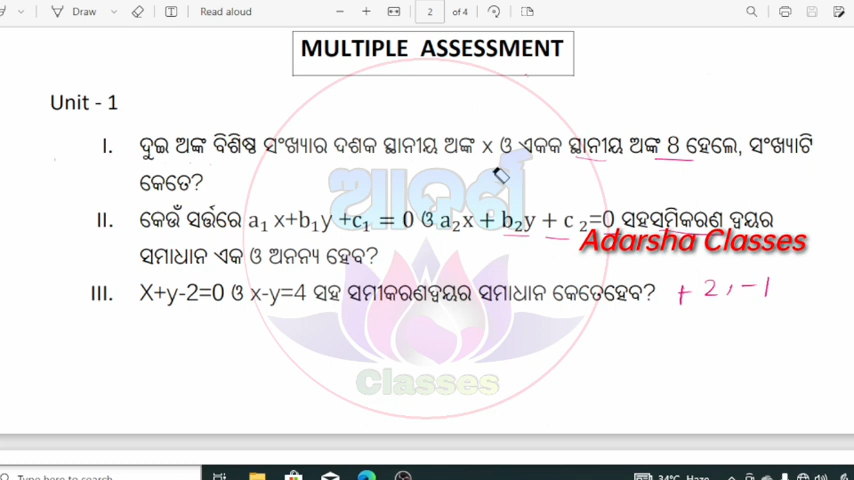 Draw
Read aloud
2
of 4
MULTIPLE ASSESSMENT
Unit - 1
I. ଦୁଇ ଅଙ୍କ ବିଶିଷ୍ଟ ସଂଖ୍ୟାର ଦଶକ ସ୍ଥାନୀୟ ଅଙ୍କ x ଓ ଏକକ ସ୍ଥାନୀୟ ଅଙ୍କ 8 ହେଲେ, ସଂଖ୍ୟାଟି
କେତେ?
II. କେଉଁ ସର୍ତ୍ତରେ a₁ x+b₁y +c₁ = 0 ଓ a₂x + b₂y + c ₂=0 ସହସମିକରଣ ଦ୍ୱୟର
ସମାଧାନ ଏକ ଓ ଅନନ୍ୟ ହେବ?
III. X+y-2=0 ଓ x-y=4 ସହ ସମୀକରଣଦ୍ୱୟର ସମାଧାନ କେତେହେବ? + 2, -1
ଆଦର୍ଶ
Adarsha Classes
Classes
Type here to search
34°C Haze